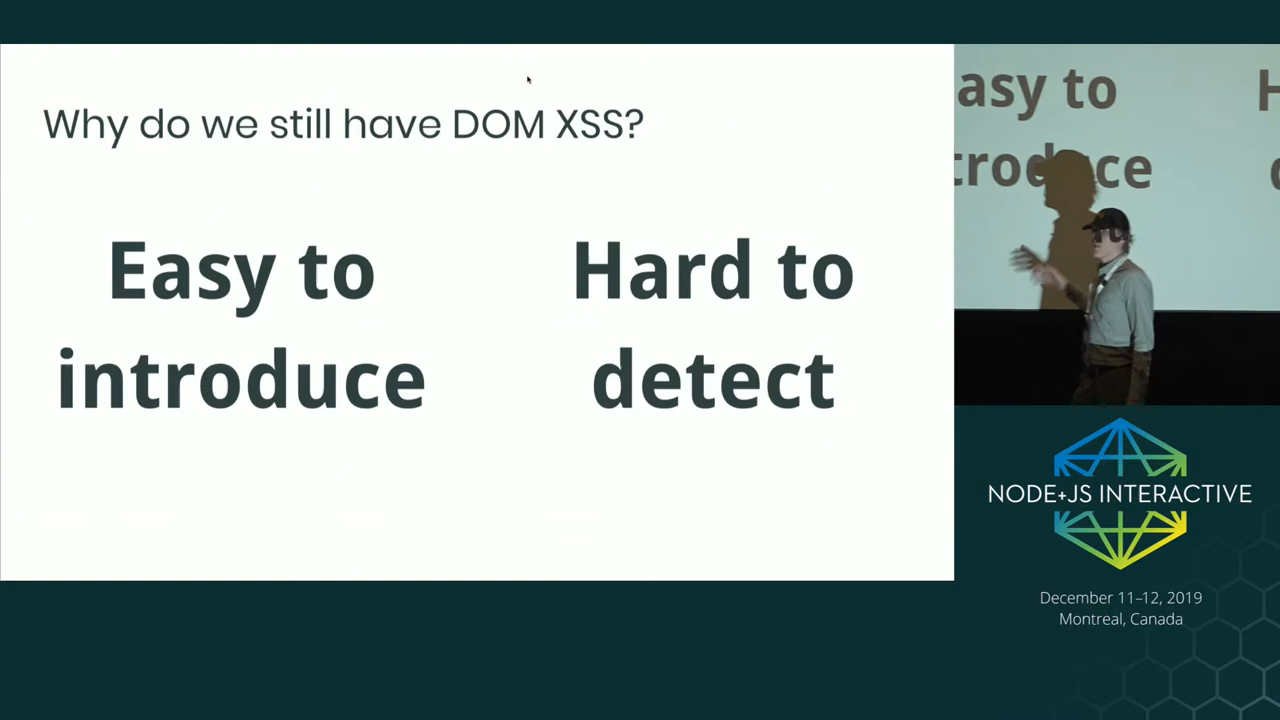 Why do we still have DOM XSS?
Easy to
introduce
Hard to
detect
asy to
H
troduce
d
NODE+JS INTERACTIVE
December 11–12, 2019
Montreal, Canada